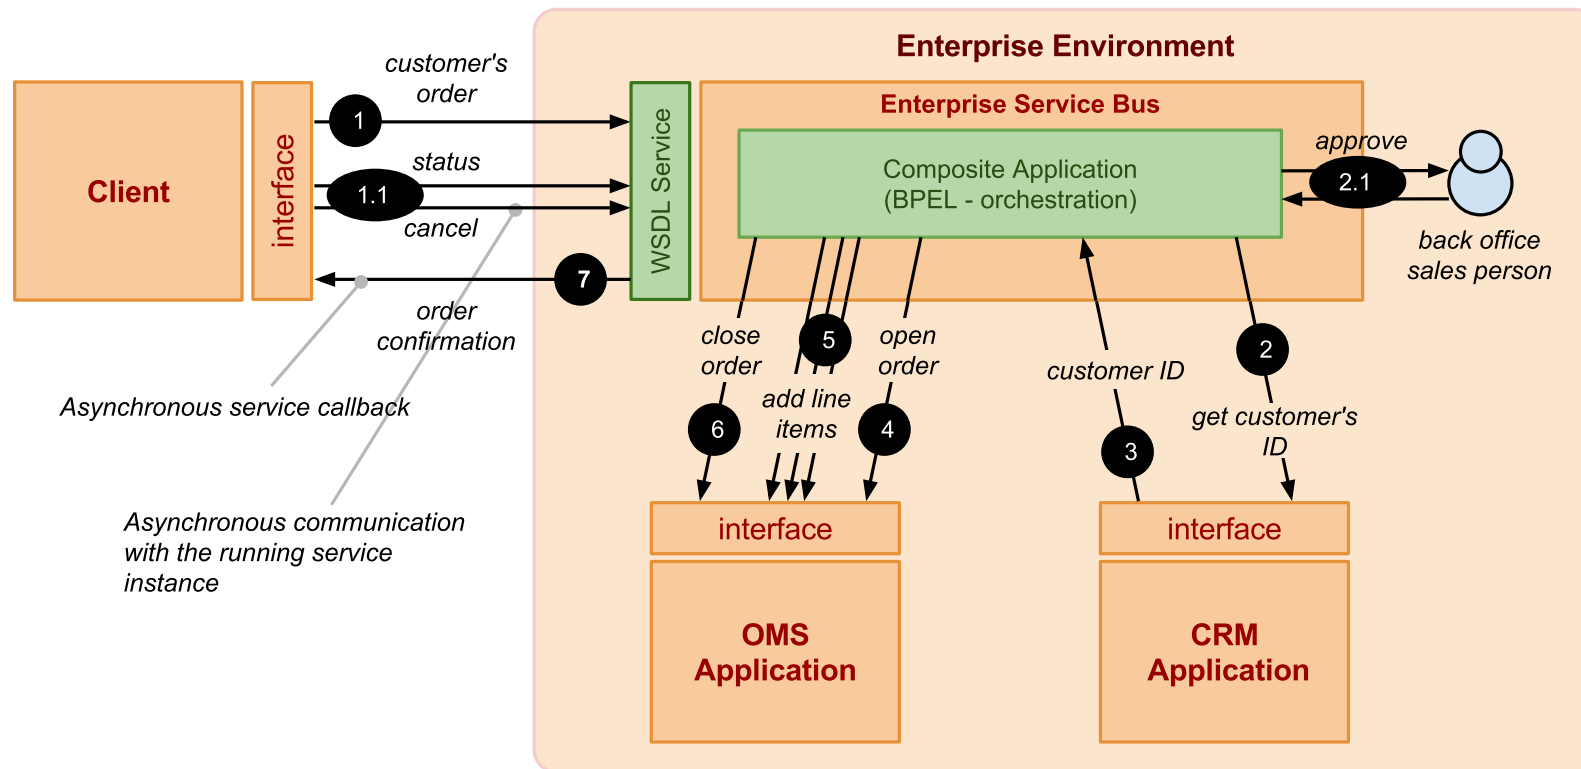 Enterprise Environment
customer's
order
Client
interface
1
status
1.1
cancel
7
order
confirmation
WSDL Service
Enterprise Service Bus
Composite Application
(BPEL - orchestration)
approve
2.1
back office
sales person
close
order
5
open
order
customer ID
2
add line
items
6
4
3
get customer's
ID
Asynchronous service callback
Asynchronous communication
with the running service
instance
interface
OMS
Application
interface
CRM
Application